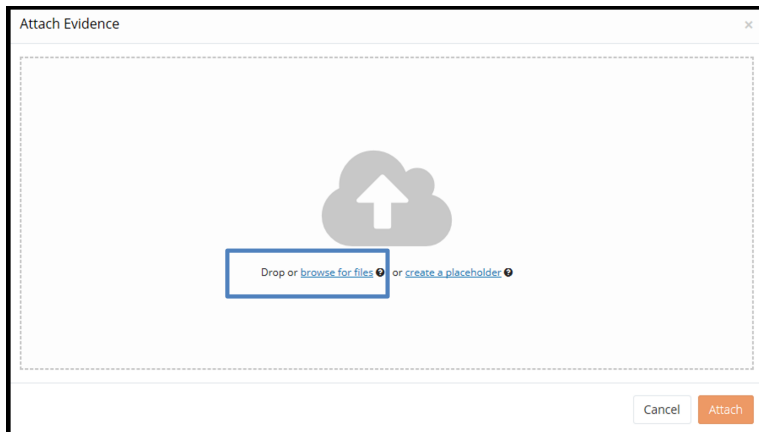 Attach Evidence ×
Drop or browse for files ? or create a placeholder ?
Cancel Attach